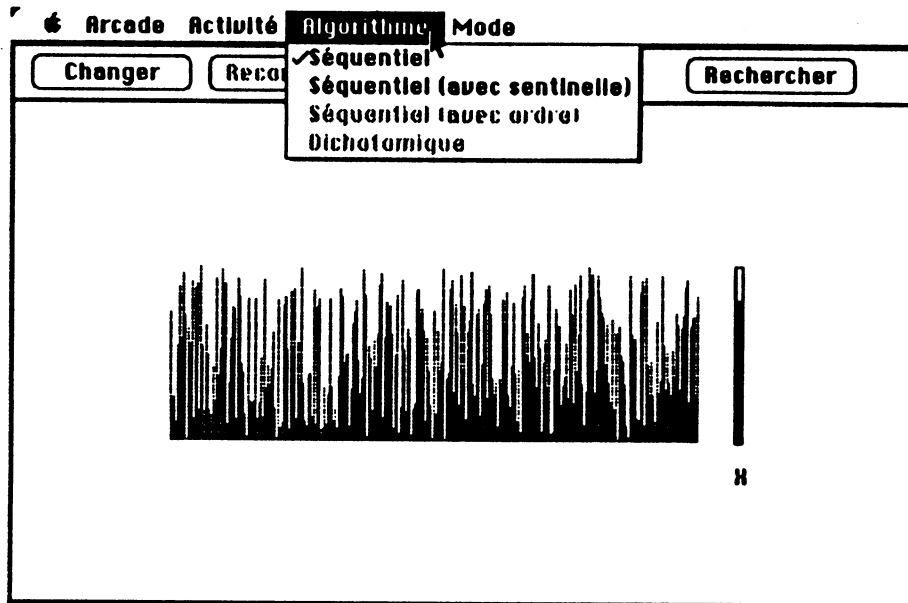 Arcade Activité Algorithme Mode
Changer
Rechercher
✓Séquentiel
Séquentiel (avec sentinelle)
Séquentiel (avec ordre)
Dichotomique
X